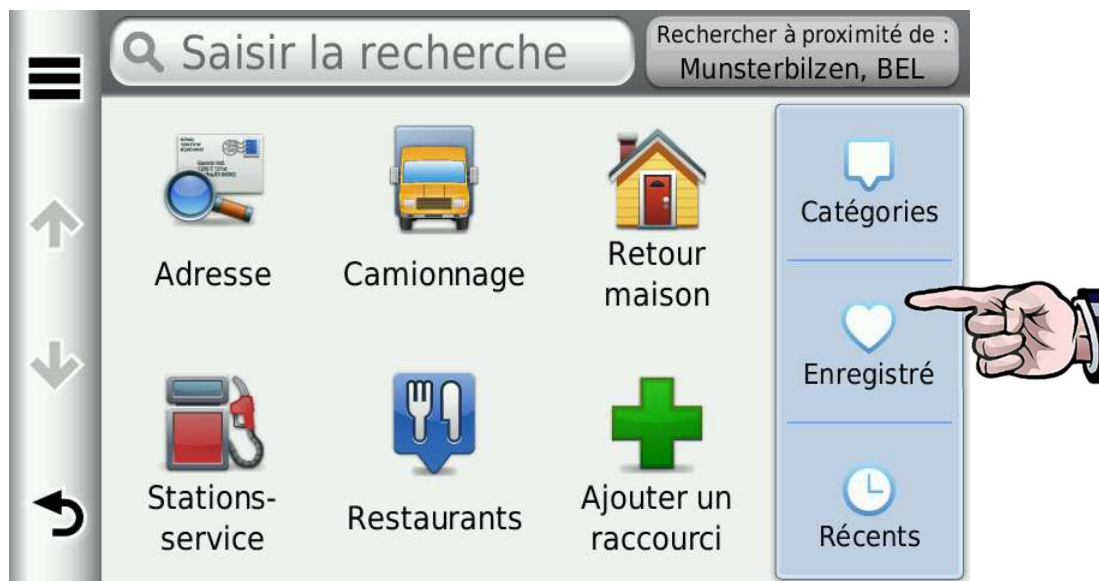 Saisir la recherche
Rechercher à proximité de :
Munsterbilzen, BEL
Adresse
Camionnage
Retour
maison
Stations-
service
Restaurants
Ajouter un
raccourci
Catégories
Enregistré
Récents